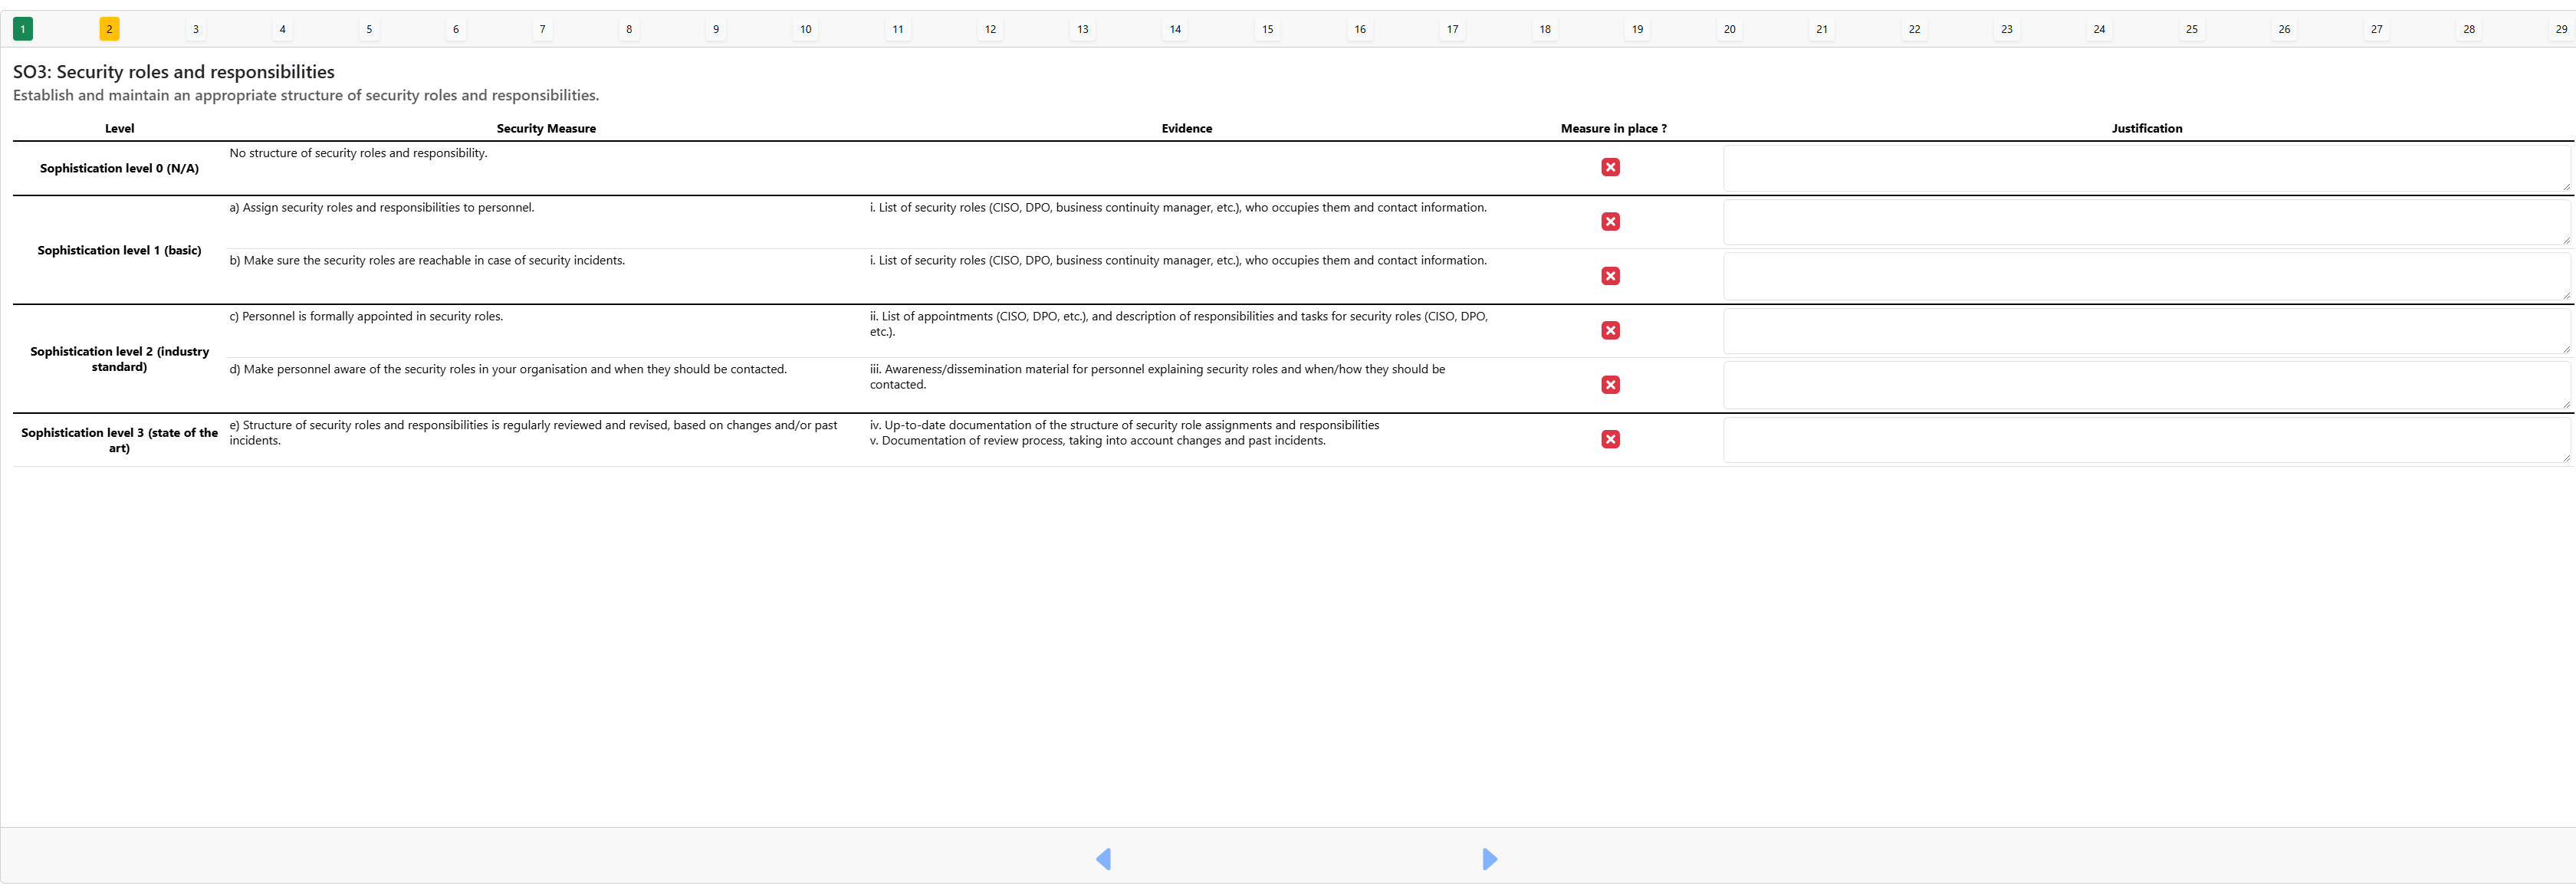 1 2 3 4 5 6 7 8 9 10 11 12 13 14 15 16 17 18 19 20 21 22 23 24 25 26 27 28 29
SO3: Security roles and responsibilities
Establish and maintain an appropriate structure of security roles and responsibilities.
Level Security Measure Evidence Measure in place ? Justification
Sophistication level 0 (N/A)
No structure of security roles and responsibility.
Sophistication level 1 (basic)
a) Assign security roles and responsibilities to personnel.
i. List of security roles (CISO, DPO, business continuity manager, etc.), who occupies them and contact information.
b) Make sure the security roles are reachable in case of security incidents.
i. List of security roles (CISO, DPO, business continuity manager, etc.), who occupies them and contact information.
Sophistication level 2 (industry
standard)
c) Personnel is formally appointed in security roles.
ii. List of appointments (CISO, DPO, etc.), and description of responsibilities and tasks for security roles (CISO, DPO,
etc.).
d) Make personnel aware of the security roles in your organisation and when they should be contacted.
iii. Awareness/dissemination material for personnel explaining security roles and when/how they should be
contacted.
Sophistication level 3 (state of the
art)
e) Structure of security roles and responsibilities is regularly reviewed and revised, based on changes and/or past
incidents.
iv. Up-to-date documentation of the structure of security role assignments and responsibilities
v. Documentation of review process, taking into account changes and past incidents.